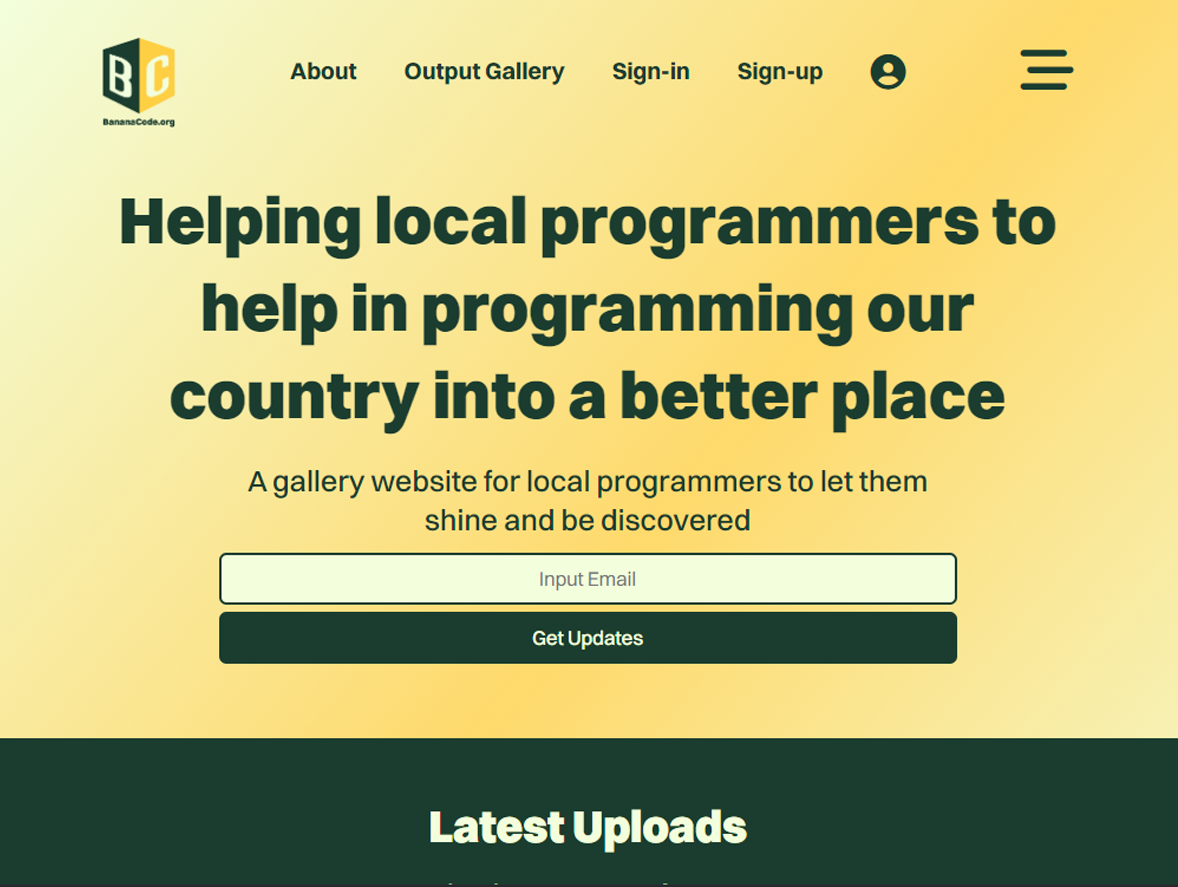 BC
BananaCode.org
About Output Gallery Sign-in Sign-up
Helping local programmers to
help in programming our
country into a better place
A gallery website for local programmers to let them
shine and be discovered
Input Email
Get Updates
Latest Uploads